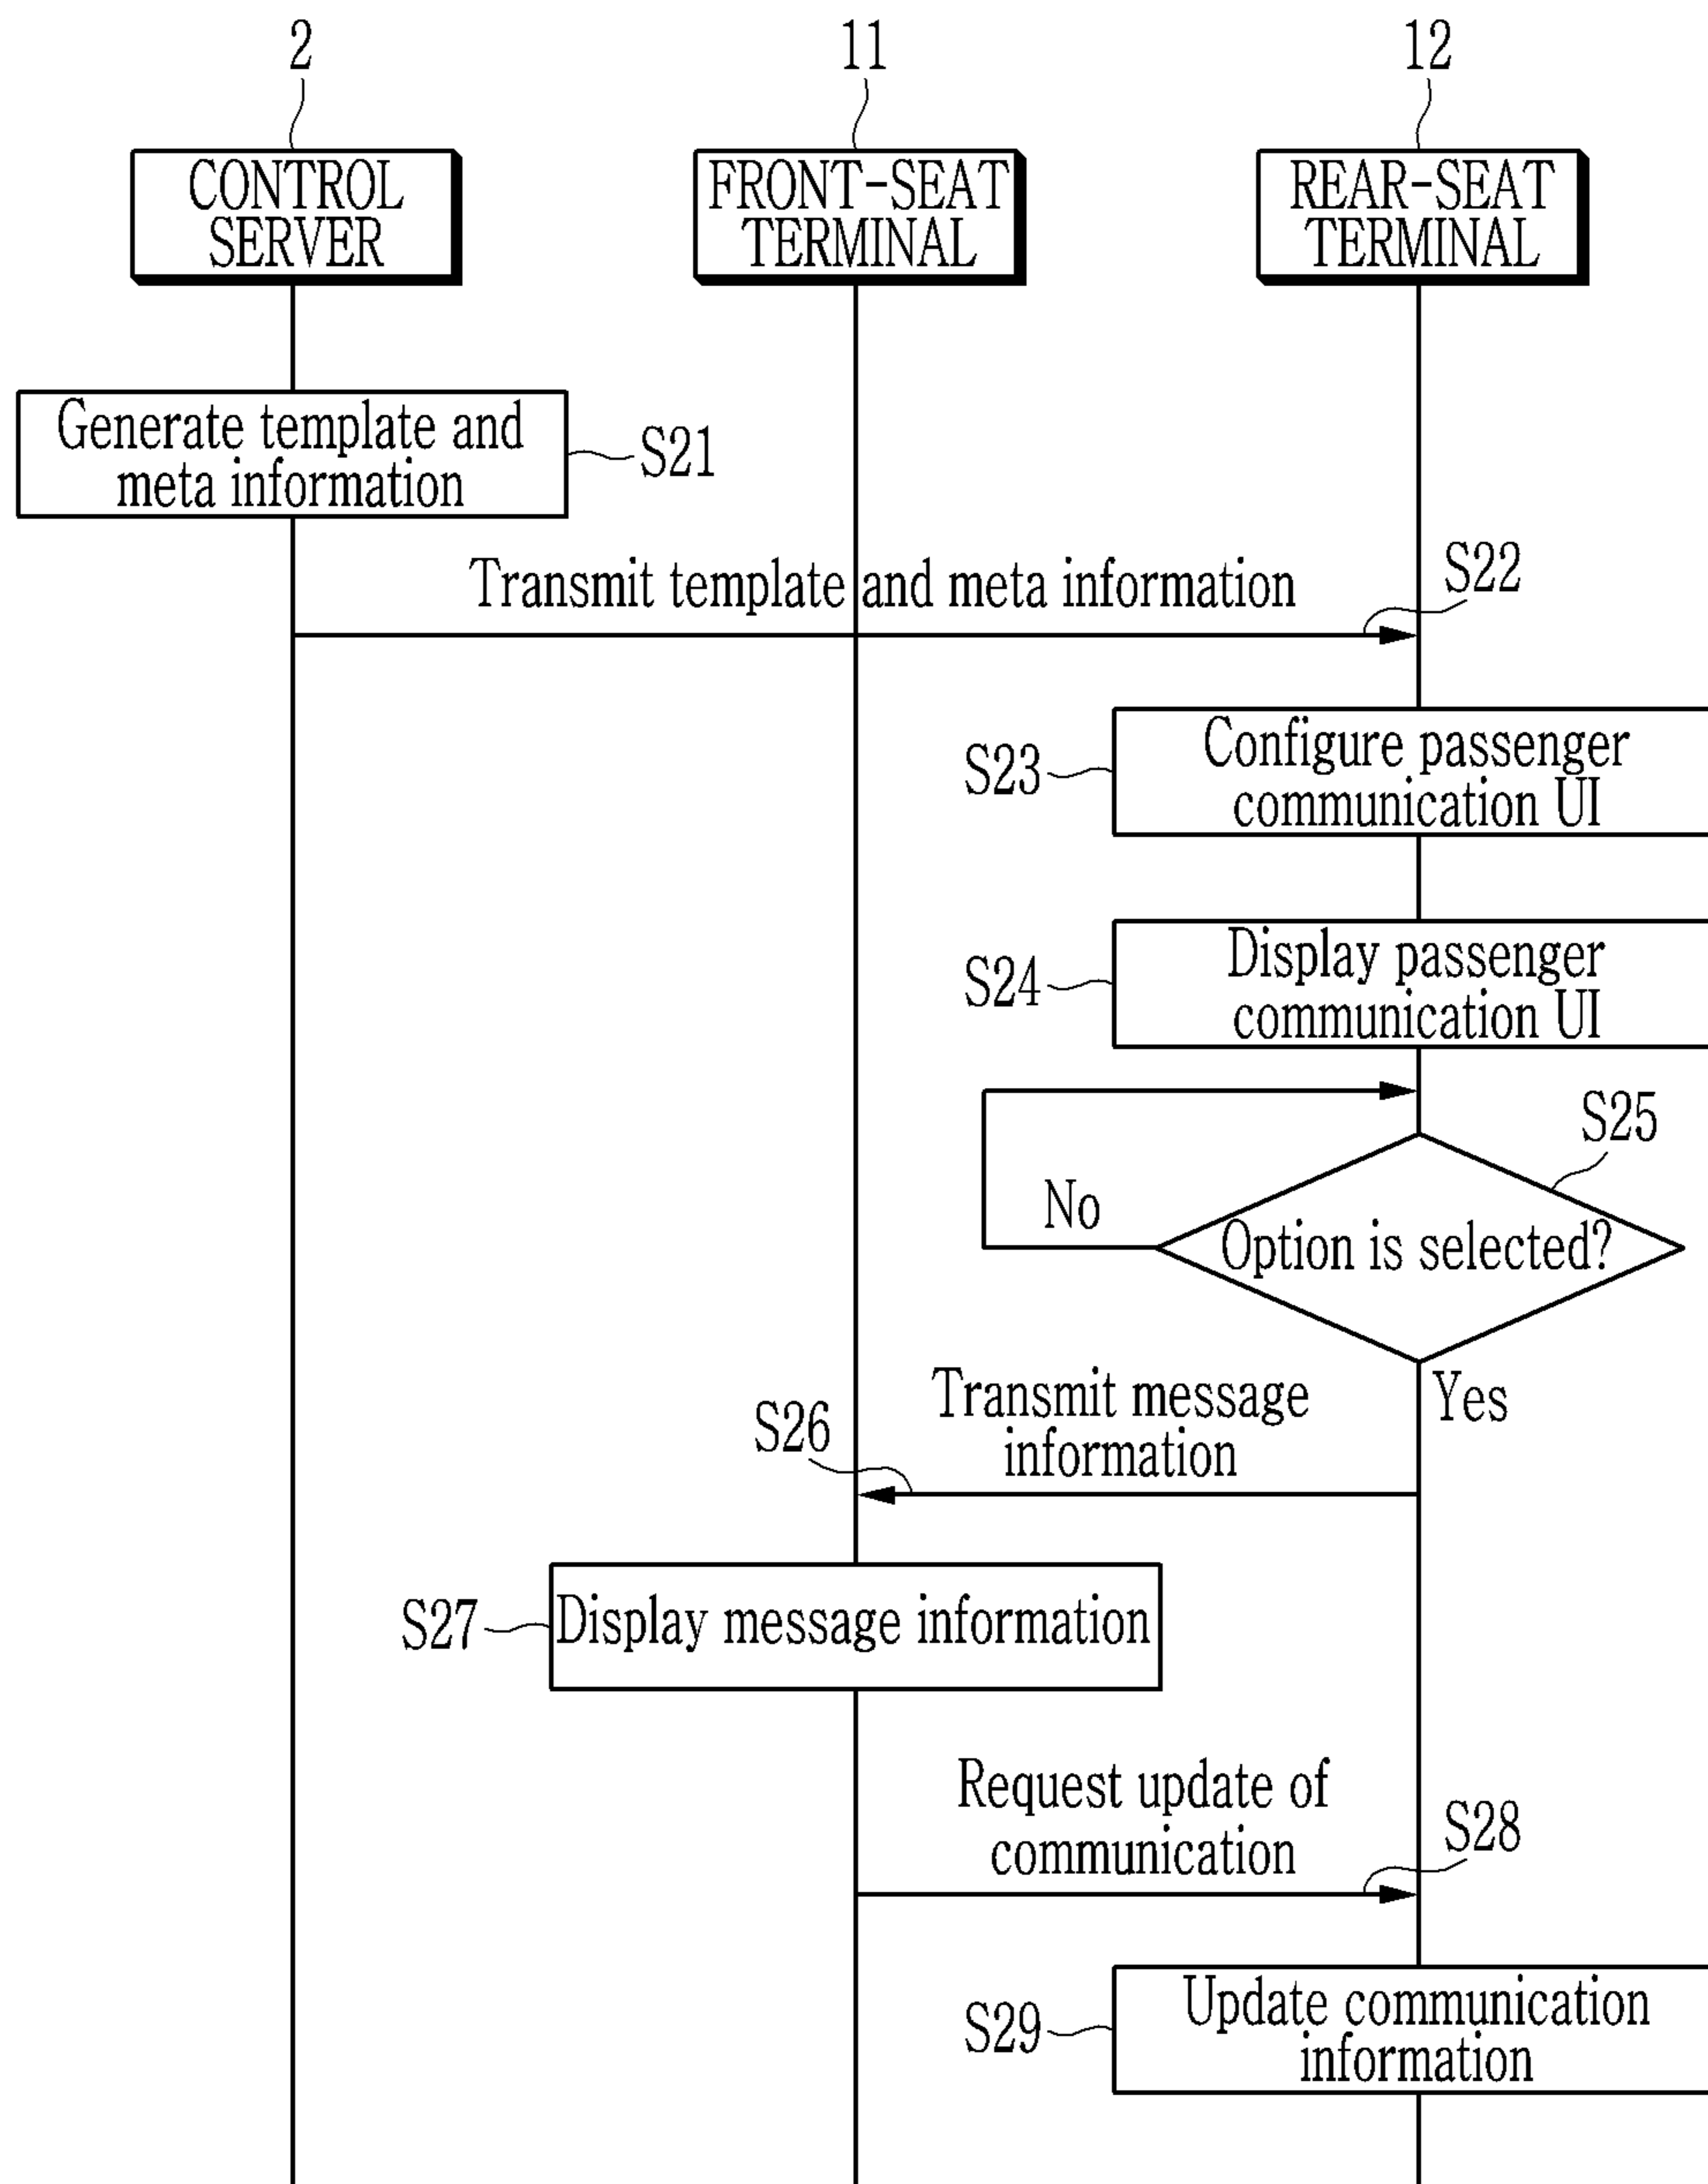 2
11
12
CONTROL
SERVER
FRONT-SEAT
TERMINAL
REAR-SEAT
TERMINAL
Generate template and
meta information
S21
Transmit template and meta information
S22
S23
Configure passenger
communication UI
S24
Display passenger
communication UI
S25
No
Option is selected?
Yes
Transmit message
information
S26
S27
Display message information
Request update of
communication
S28
S29
Update communication
information